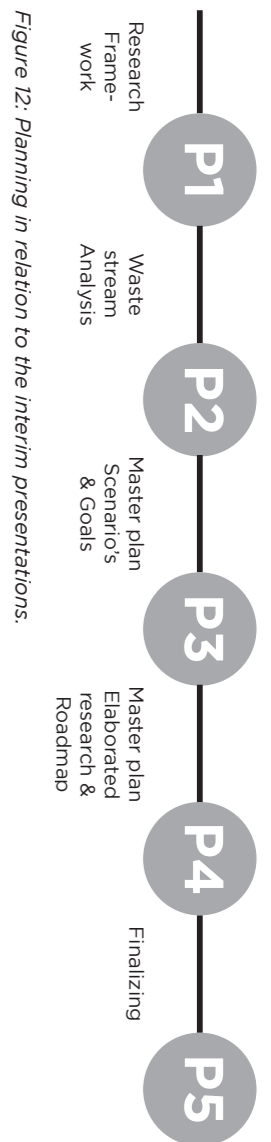 P1
P2
P3
P4
P5
Research
Frame-
work
Waste
stream
Analysis
Master plan
Scenario's
& Goals
Master plan
Elaborated
research &
Roadmap
Finalizing
Figure 12: Planning in relation to the interim presentations.